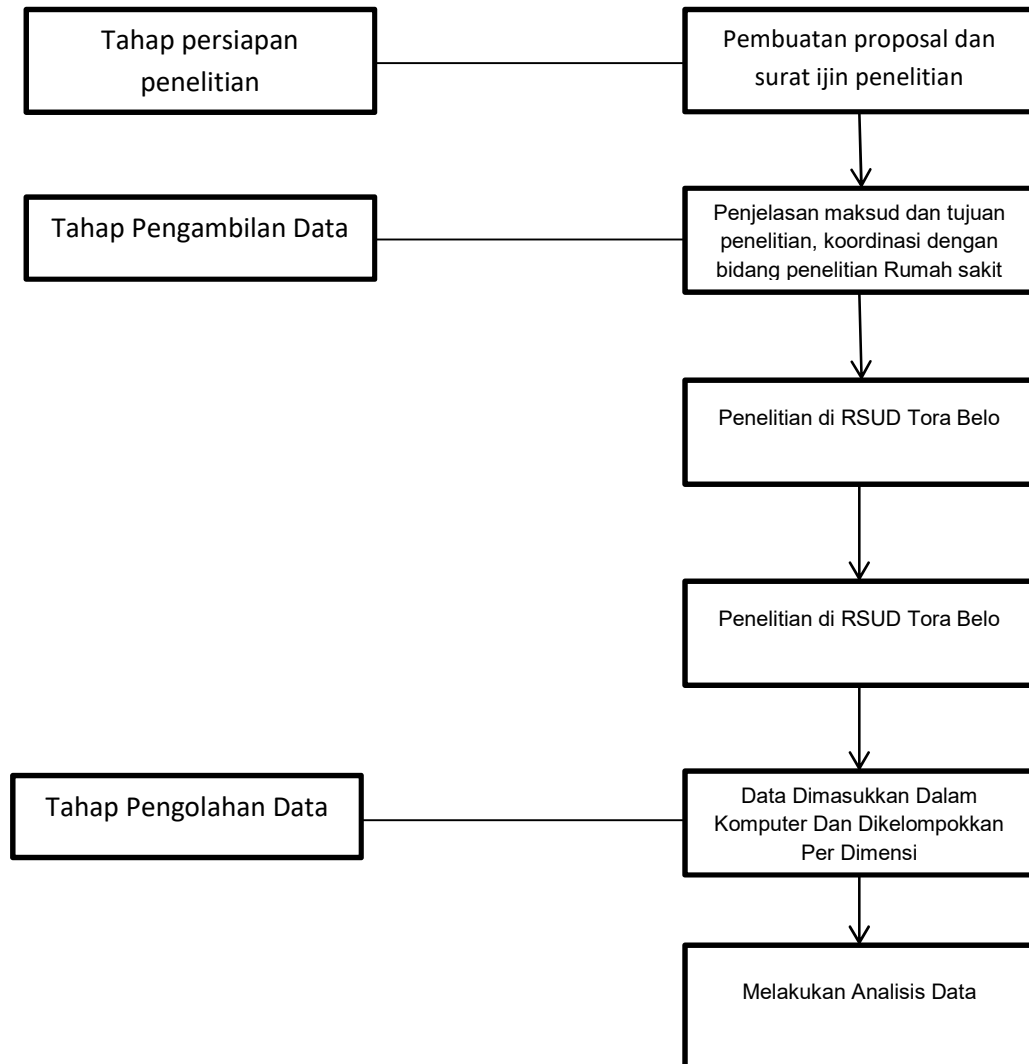 Tahap persiapan
penelitian
Pembuatan proposal dan
surat ijin penelitian
Tahap Pengambilan Data
Penjelasan maksud dan tujuan
penelitian, koordinasi dengan
bidang penelitian Rumah sakit
Penelitian di RSUD Tora Belo
Penelitian di RSUD Tora Belo
Tahap Pengolahan Data
Data Dimasukkan Dalam
Komputer Dan Dikelompokkan
Per Dimensi
Melakukan Analisis Data